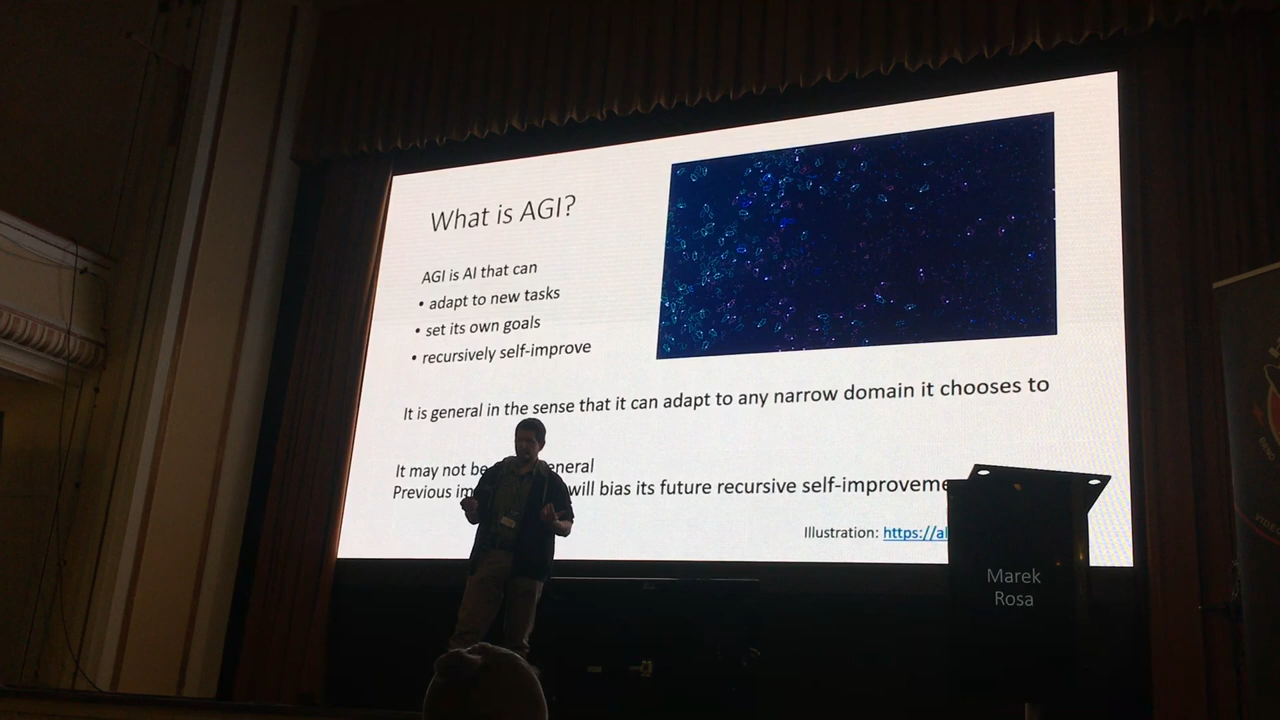 What is AGI?
AGI is AI that can
• adapt to new tasks
• set its own goals
• recursively self-improve
It is general in the sense that it can adapt to any narrow domain it chooses to
It may not be
Previous will bias its future recursive
Illustration: https://
Marek
Rosa